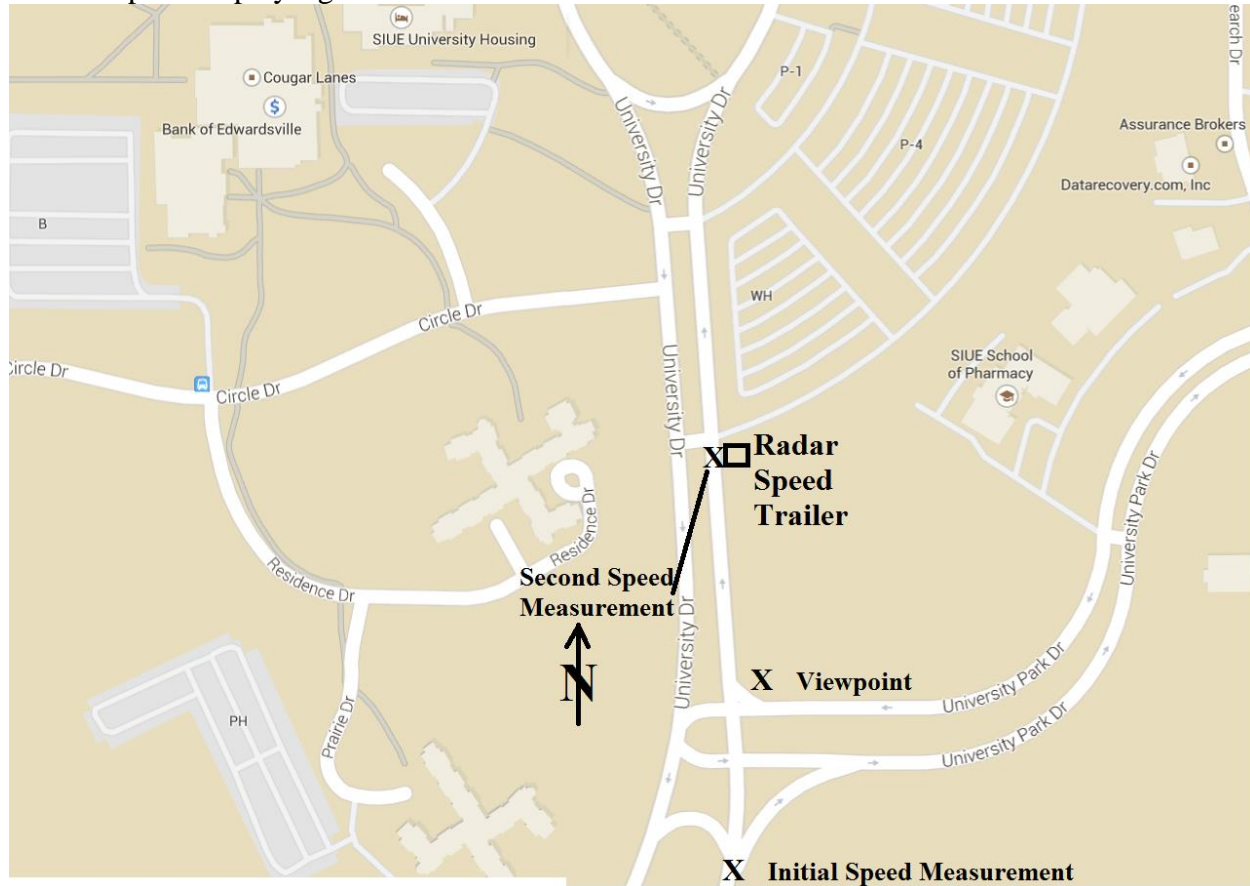 SIUE University Housing
Cougar Lanes
Bank of Edwardsville
P-1
P-4
Assurance Brokers
Datarecovery.com, Inc
B
University Dr
University Dr
WH
Circle Dr
Circle Dr
Circle Dr
University Dr
SIUE School
of Pharmacy
X
Radar
Speed
Trailer
University Park Dr
Residence Dr
Residence Dr
Second Speed
Measurement
N
University Dr
X Viewpoint
University Park Dr
University Park Dr
PH
Prairie Dr
X Initial Speed Measurement